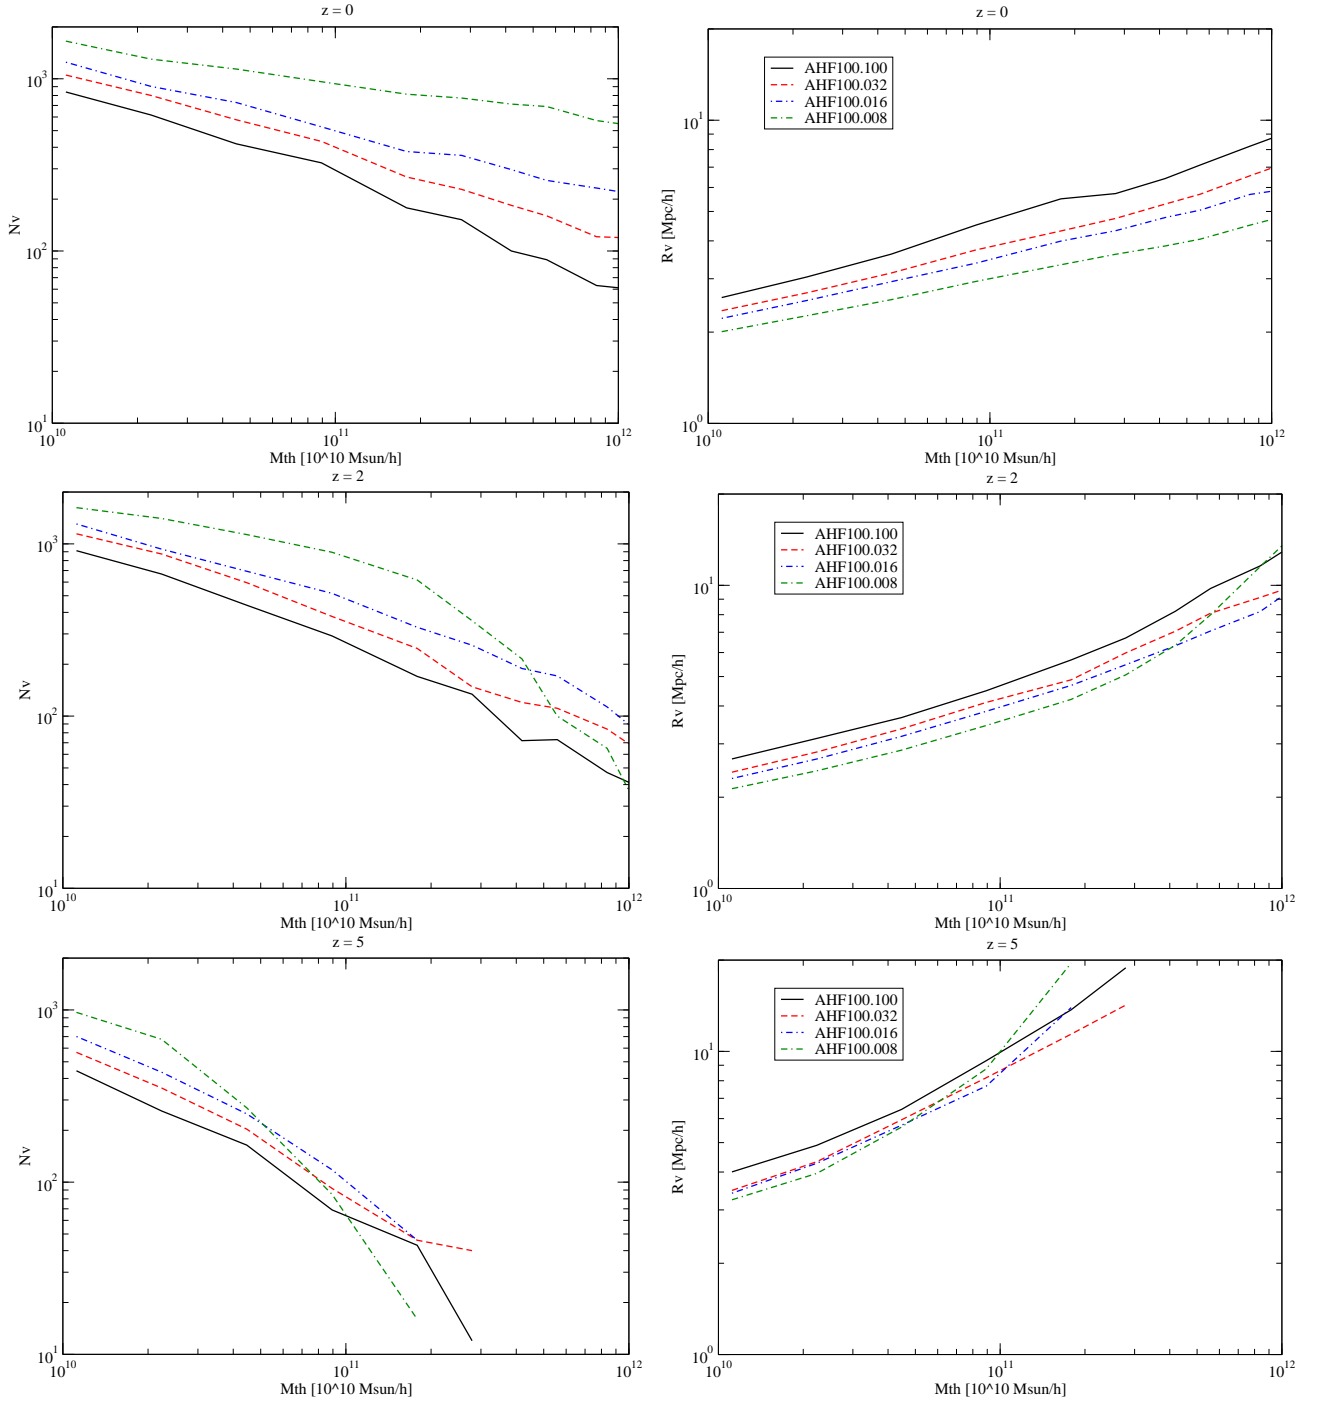 z = 0
10^3
10^2
10^1
Nv
10^10
10^11
10^12
Mth [10^10 Msun/h]
z = 0
AHF100.100
AHF100.032
AHF100.016
AHF100.008
10^1
10^0
Rv [Mpc/h]
10^10
10^11
10^12
Mth [10^10 Msun/h]
z = 2
10^3
10^2
10^1
Nv
10^10
10^11
10^12
Mth [10^10 Msun/h]
z = 2
AHF100.100
AHF100.032
AHF100.016
AHF100.008
10^1
10^0
Rv [Mpc/h]
10^10
10^11
10^12
Mth [10^10 Msun/h]
z = 5
10^3
10^2
10^1
Nv
10^10
10^11
10^12
Mth [10^10 Msun/h]
z = 5
AHF100.100
AHF100.032
AHF100.016
AHF100.008
10^1
10^0
Rv [Mpc/h]
10^10
10^11
10^12
Mth [10^10 Msun/h]